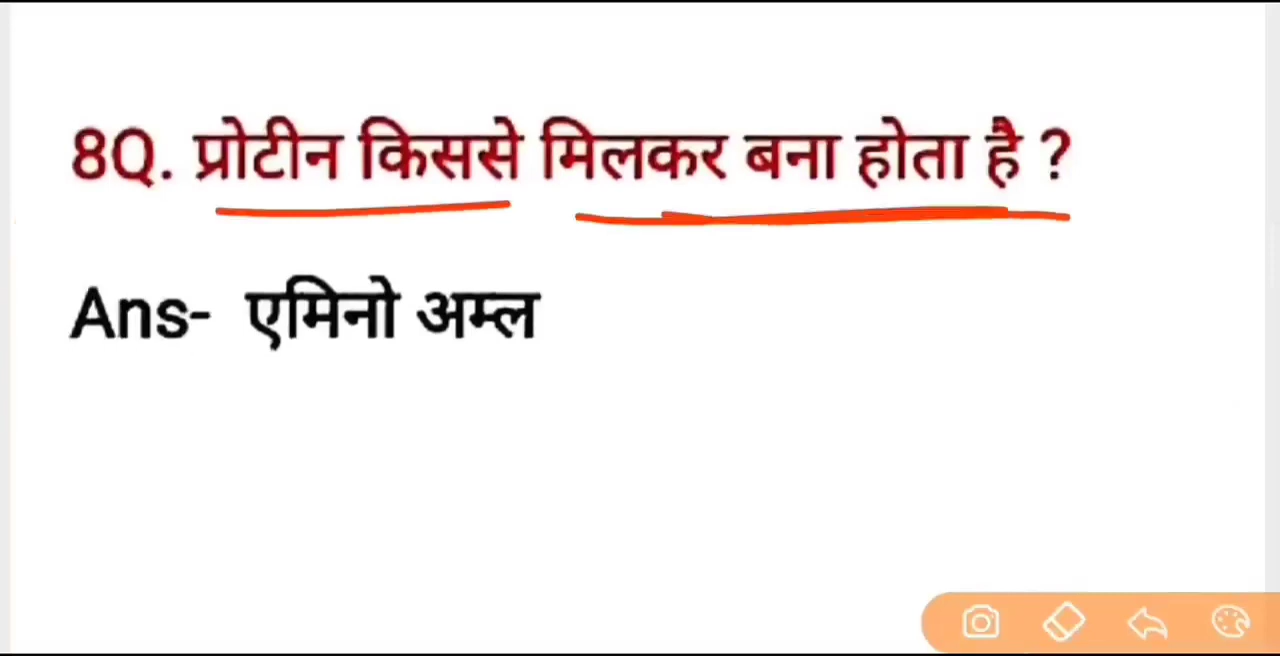 8Q. प्रोटीन किससे मिलकर बना होता है ?
Ans- एमिनो अम्ल